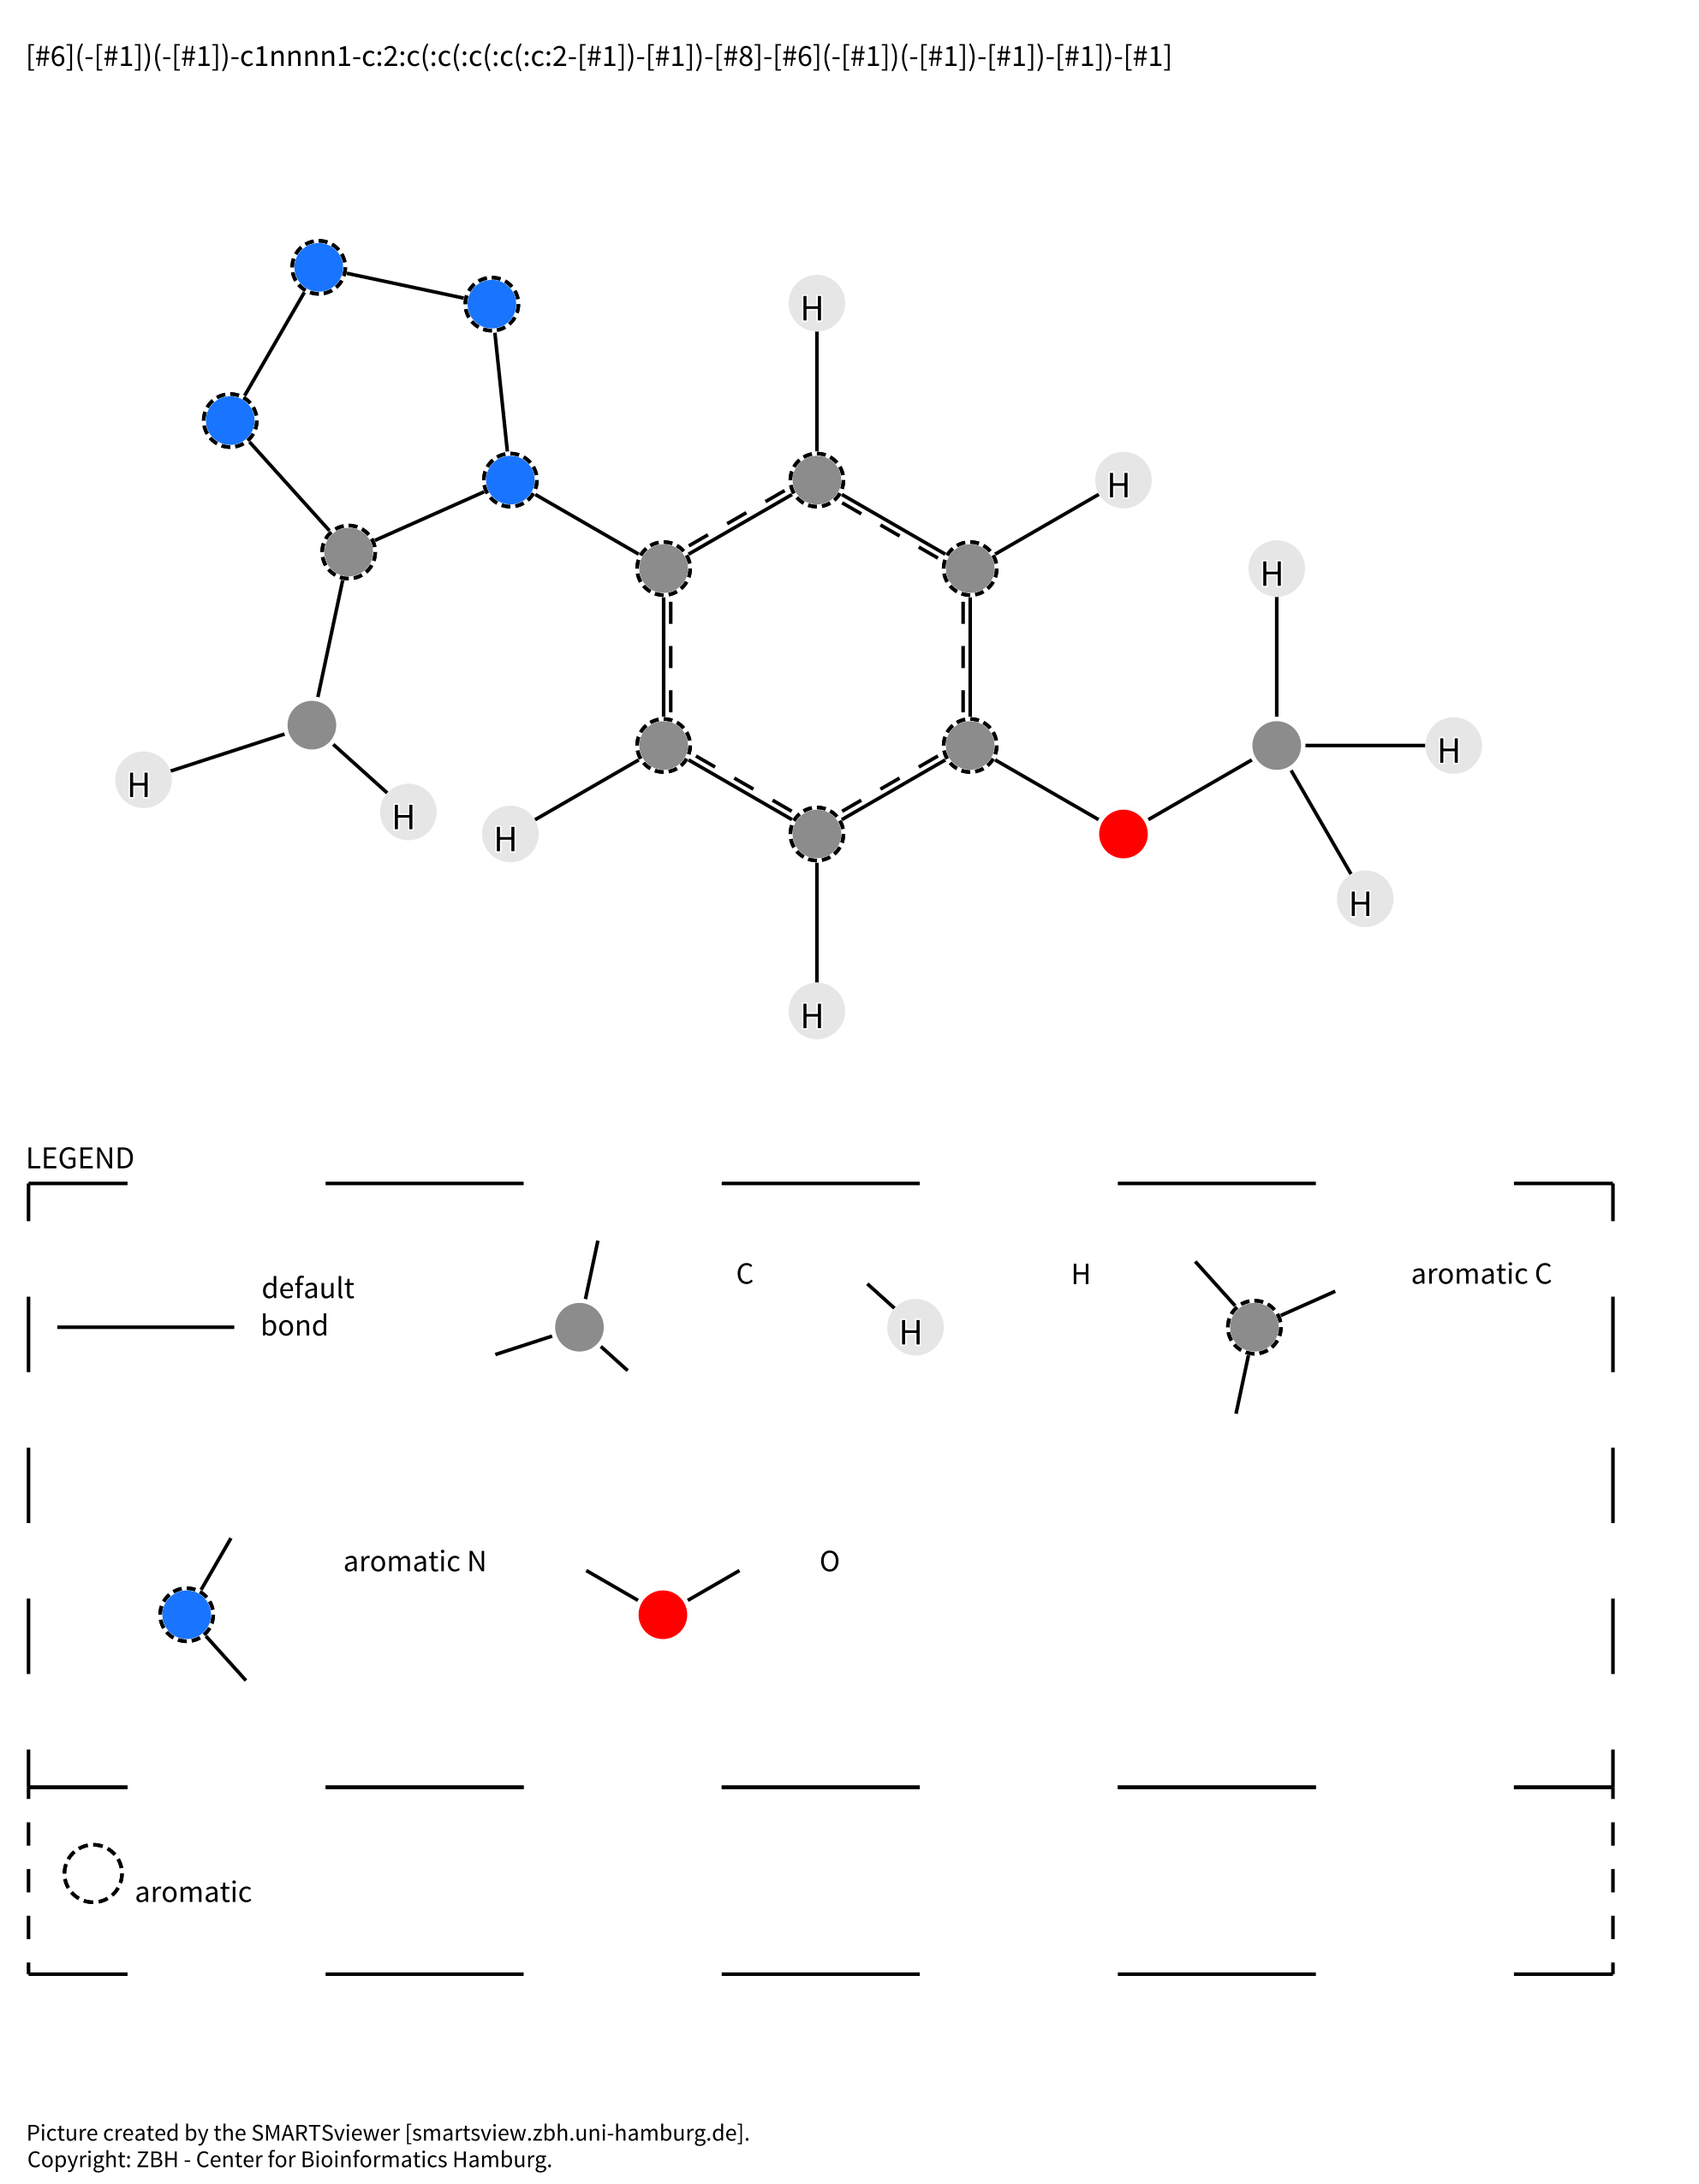 [#6](-[#1])(-[#1])-c1nnnn1-c:2:c(:c(:c(:c(:c:2-[#1])-[#1])-[#8]-[#6](-[#1])(-[#1])-[#1])-[#1])-[#1]
H
H
H
H
H
H
H
H
H
LEGEND
default
bond
C
H
H
aromatic C
aromatic N
O
aromatic
Picture created by the SMARTSviewer [smartsview.zbh.uni-hamburg.de].
Copyright: ZBH - Center for Bioinformatics Hamburg.